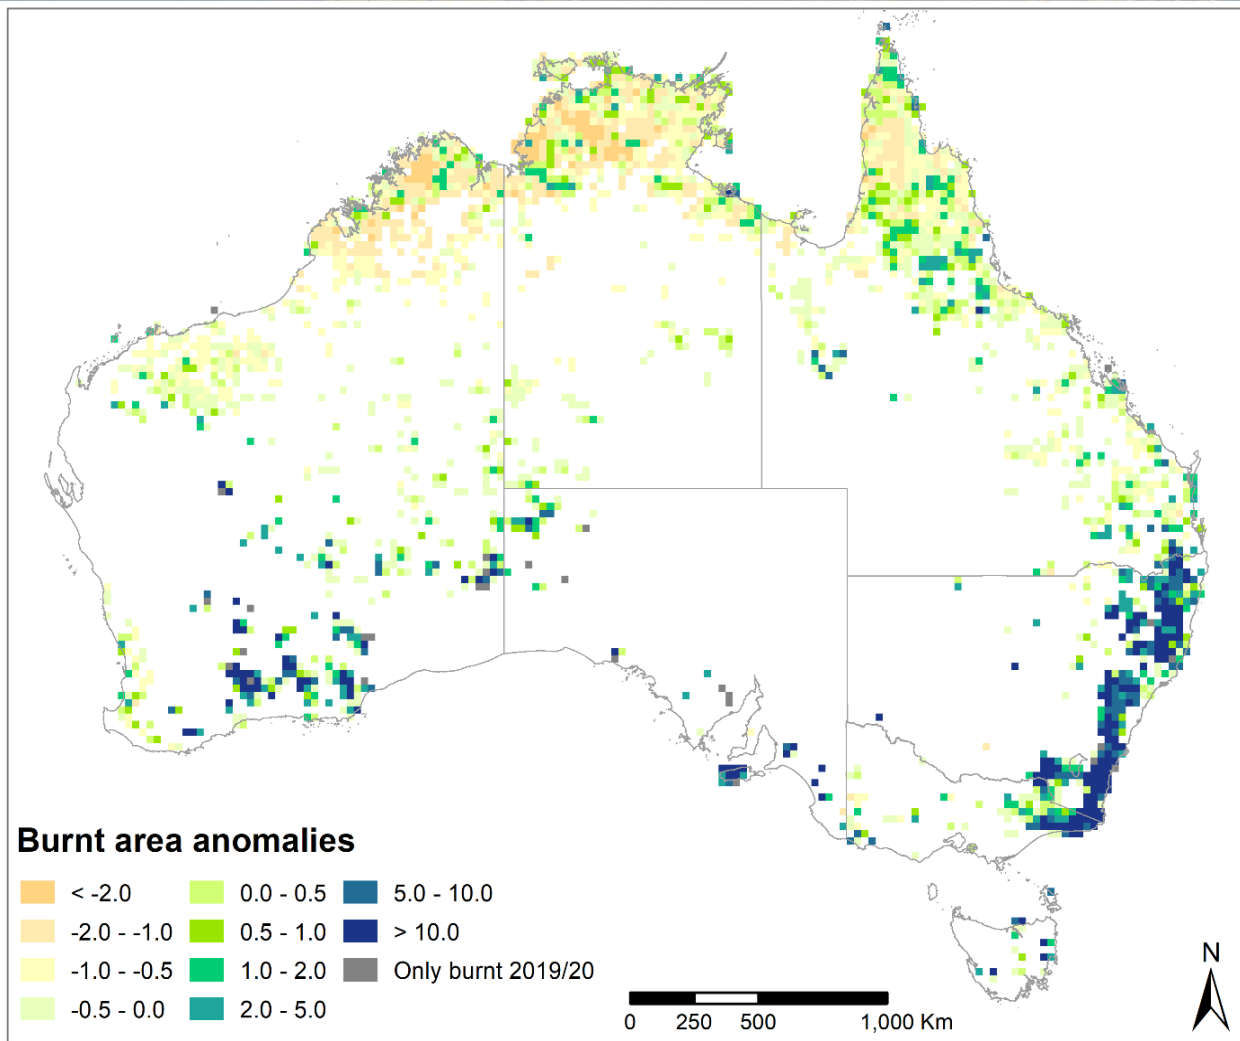 Burnt area anomalies
< -2.0
-2.0 - -1.0
-1.0 - -0.5
-0.5 - 0.0
0.0 - 0.5
0.5 - 1.0
1.0 - 2.0
2.0 - 5.0
5.0 - 10.0
> 10.0
Only burnt 2019/20
0 250 500 1,000 Km
N